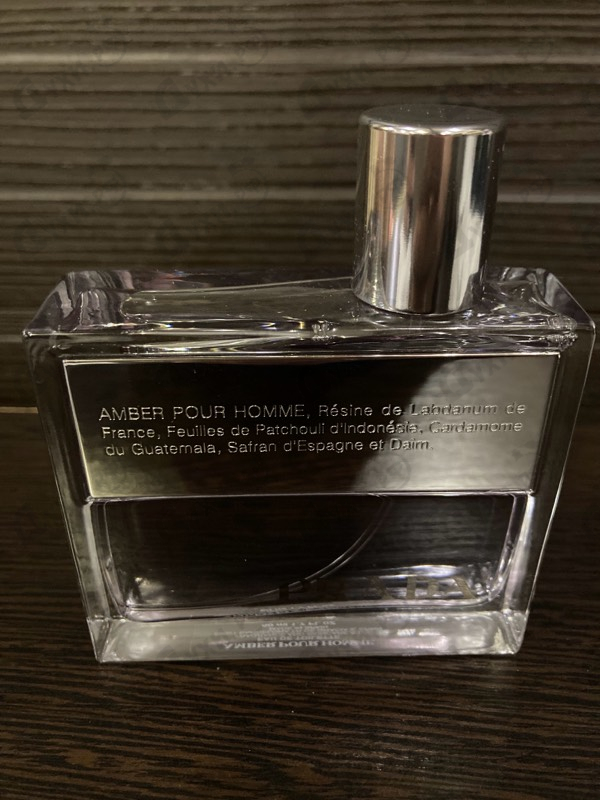 AMBER POUR HOMME, Résine de Labdanum de
France, Feuilles de Patchouli d'Indonésie, Cardamome
du Guatemala, Safran d'Espagne et Daim.